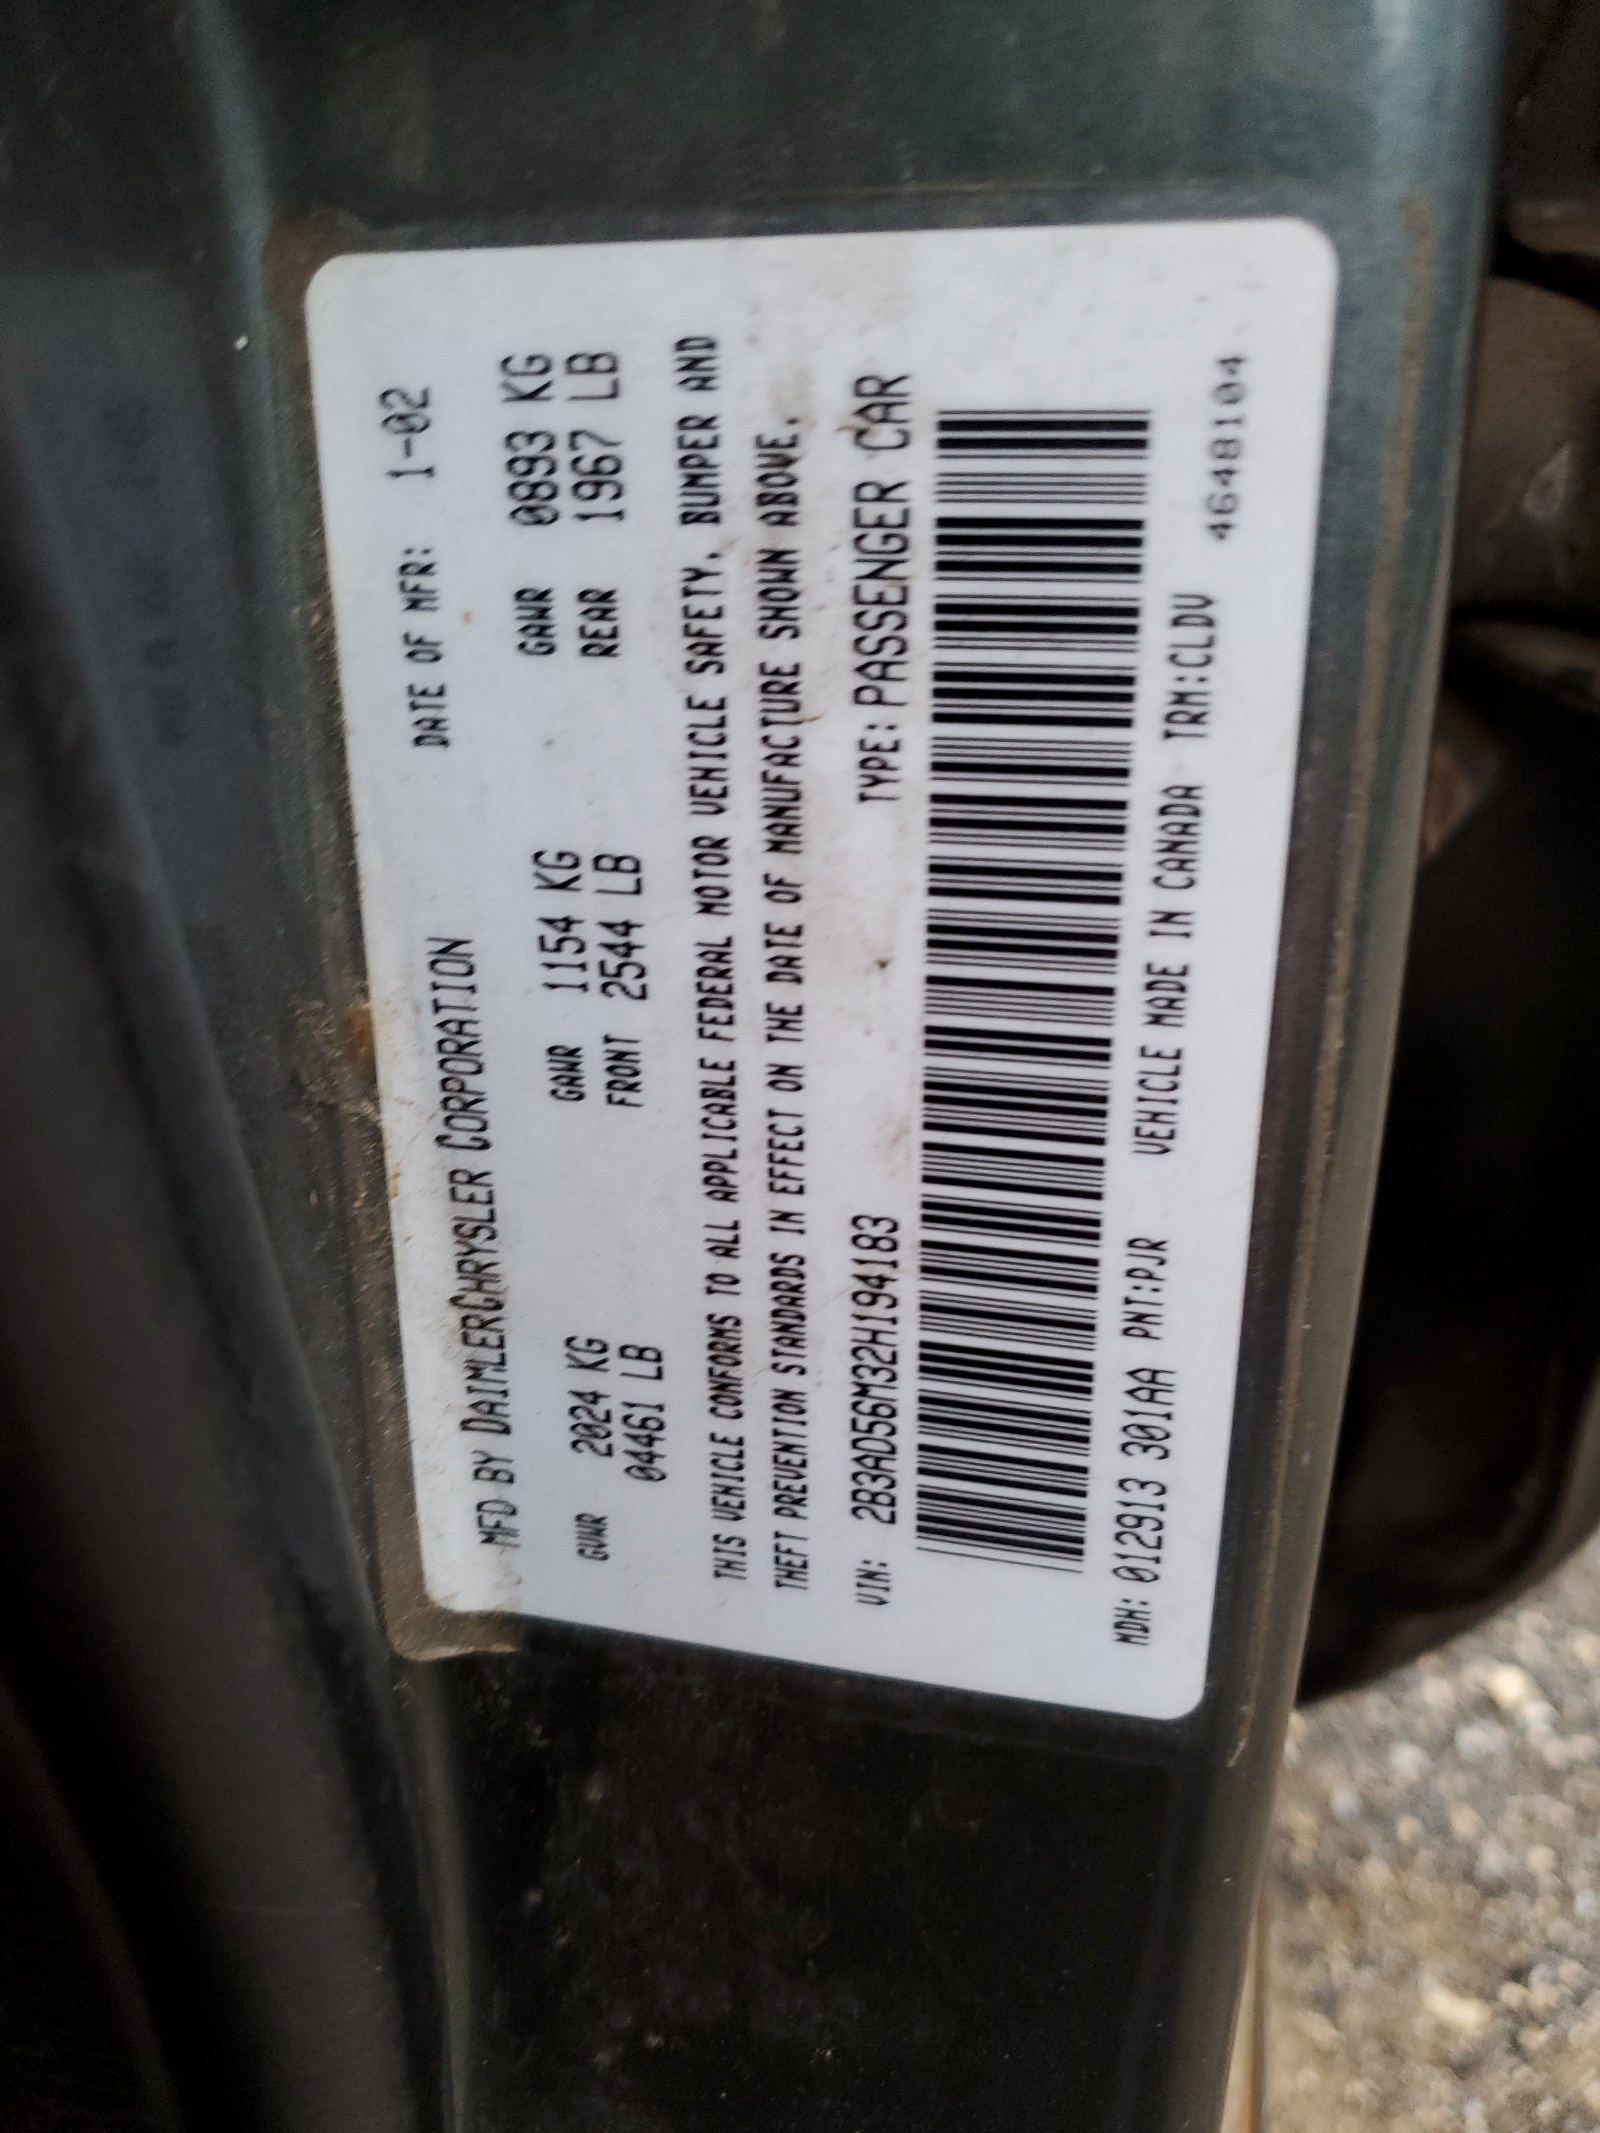 MFD BY DAIMLERCHRYSLER CORPORATION DATE OF MFR: 1-02
GVWR 2024 KG GAWR 1154 KG GAWR 0893 KG
04461 LB FRONT 2544 LB REAR 1967 LB
THIS VEHICLE CONFORMS TO ALL APPLICABLE FEDERAL MOTOR VEHICLE SAFETY, BUMPER AND
THEFT PREVENTION STANDARDS IN EFFECT ON THE DATE OF MANUFACTURE SHOWN ABOVE.
VIN: 2B3AD56M32H194183 TYPE: PASSENGER CAR
MDH: 012913 301AA PNT:PJR VEHICLE MADE IN CANADA TRM:CLDV
4648104